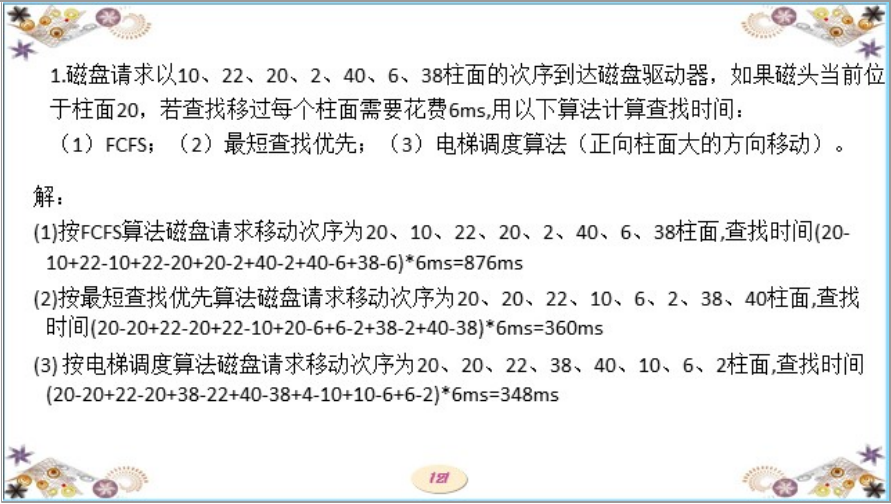 1.磁盘请求以10、22、20、2、40、6、38柱面的次序到达磁盘驱动器，如果磁头当前位
于柱面20，若查找移过每个柱面需要花费6ms,用以下算法计算查找时间：
（1）FCFS；（2）最短查找优先；（3）电梯调度算法（正向柱面大的方向移动）。
解：
(1)按FCFS算法磁盘请求移动次序为20、10、22、20、2、40、6、38柱面,查找时间(20-
10+22-10+22-20+20-2+40-2+40-6+38-6)*6ms=876ms
(2)按最短查找优先算法磁盘请求移动次序为20、20、22、10、6、2、38、40柱面,查找
时间(20-20+22-20+22-10+20-6+6-2+38-2+40-38)*6ms=360ms
(3) 按电梯调度算法磁盘请求移动次序为20、20、22、38、40、10、6、2柱面,查找时间
(20-20+22-20+38-22+40-38+4-10+10-6+6-2)*6ms=348ms